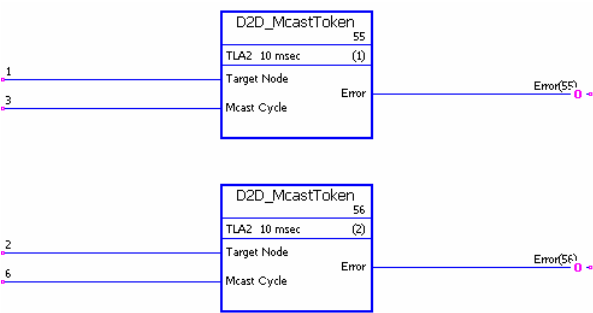 D2D_McastToken
55
TLA2 10 msec (1)
1 Target Node
Error Error(55) 0
3 Mcast Cycle
D2D_McastToken
56
TLA2 10 msec (2)
2 Target Node
Error Error(56) 0
6 Mcast Cycle